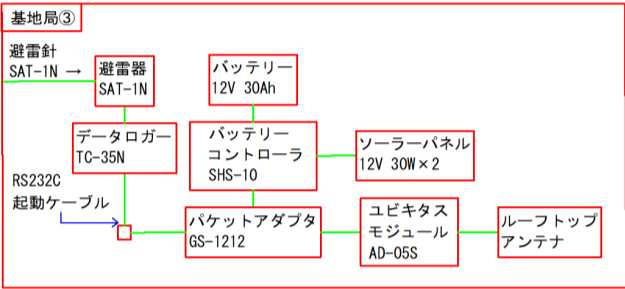 基地局③
避雷針
SAT-1N →
避雷器
SAT-1N
バッテリー
12V 30Ah
データロガー
TC-35N
バッテリー
コントローラ
SHS-10
ソーラーパネル
12V 30W×2
RS232C
起動ケーブル
パケットアダプタ
GS-1212
ユビキタス
モジュール
AD-05S
ルーフトップ
アンテナ